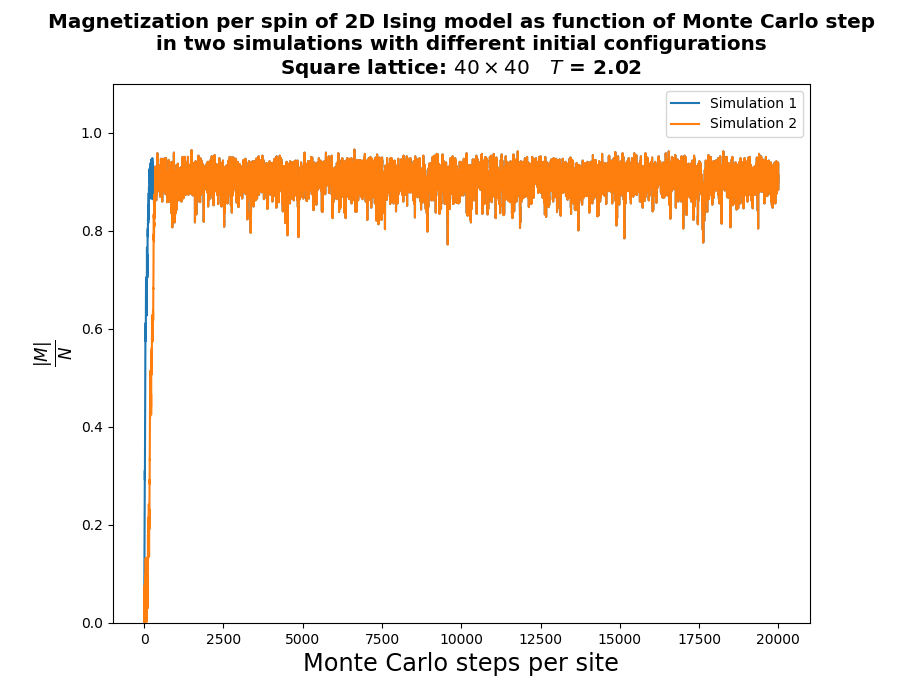 Magnetization per spin of 2D Ising model as function of Monte Carlo step
in two simulations with different initial configurations
Square lattice: 40 × 40 T = 2.02
Simulation 1
Simulation 2
1.0
0.8
0.6
0.4
0.2
0.0
|M|
N
0 2500 5000 7500 10000 12500 15000 17500 20000
Monte Carlo steps per site